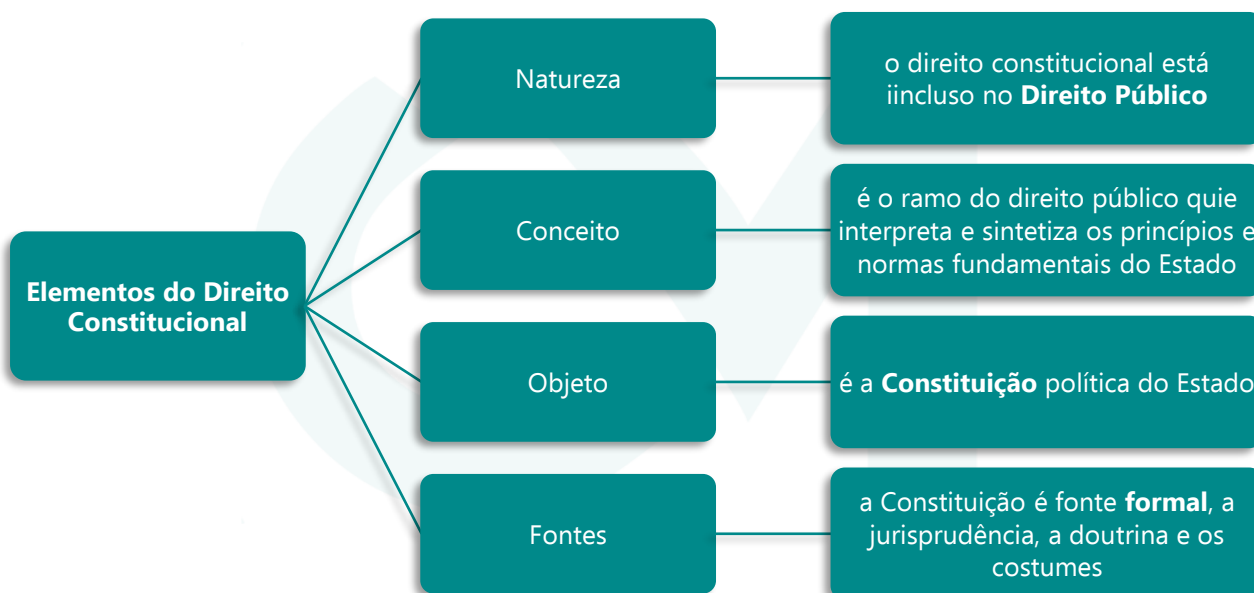 Natureza
o direito constitucional está
iincluso no Direito Público
Conceito
é o ramo do direito público quie
interpreta e sintetiza os princípios e
normas fundamentais do Estado
Elementos do Direito
Constitucional
Objeto
é a Constituição política do Estado
Fontes
a Constituição é fonte formal, a
jurisprudência, a doutrina e os
costumes